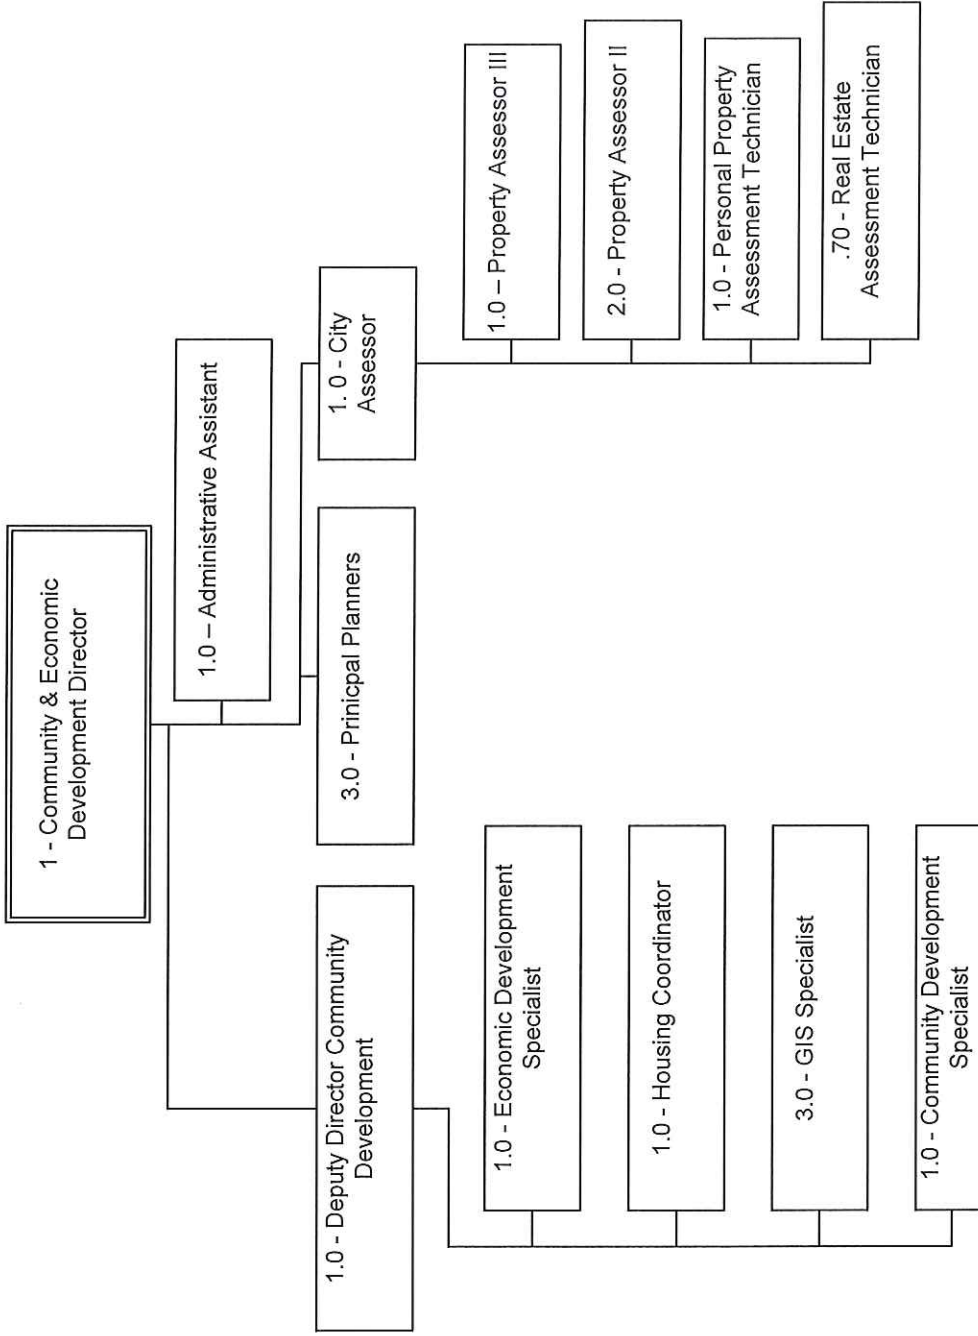 1 - Community & Economic
Development Director
1.0 – Administrative Assistant
1.0 - Deputy Director Community
Development
3.0 - Prinicpal Planners
1. 0 - City
Assessor
1.0 - Economic Development
Specialist
1.0 - Housing Coordinator
3.0 - GIS Specialist
1.0 - Community Development
Specialist
1.0 – Property Assessor III
2.0 - Property Assessor II
1.0 - Personal Property
Assessment Technician
.70 - Real Estate
Assessment Technician